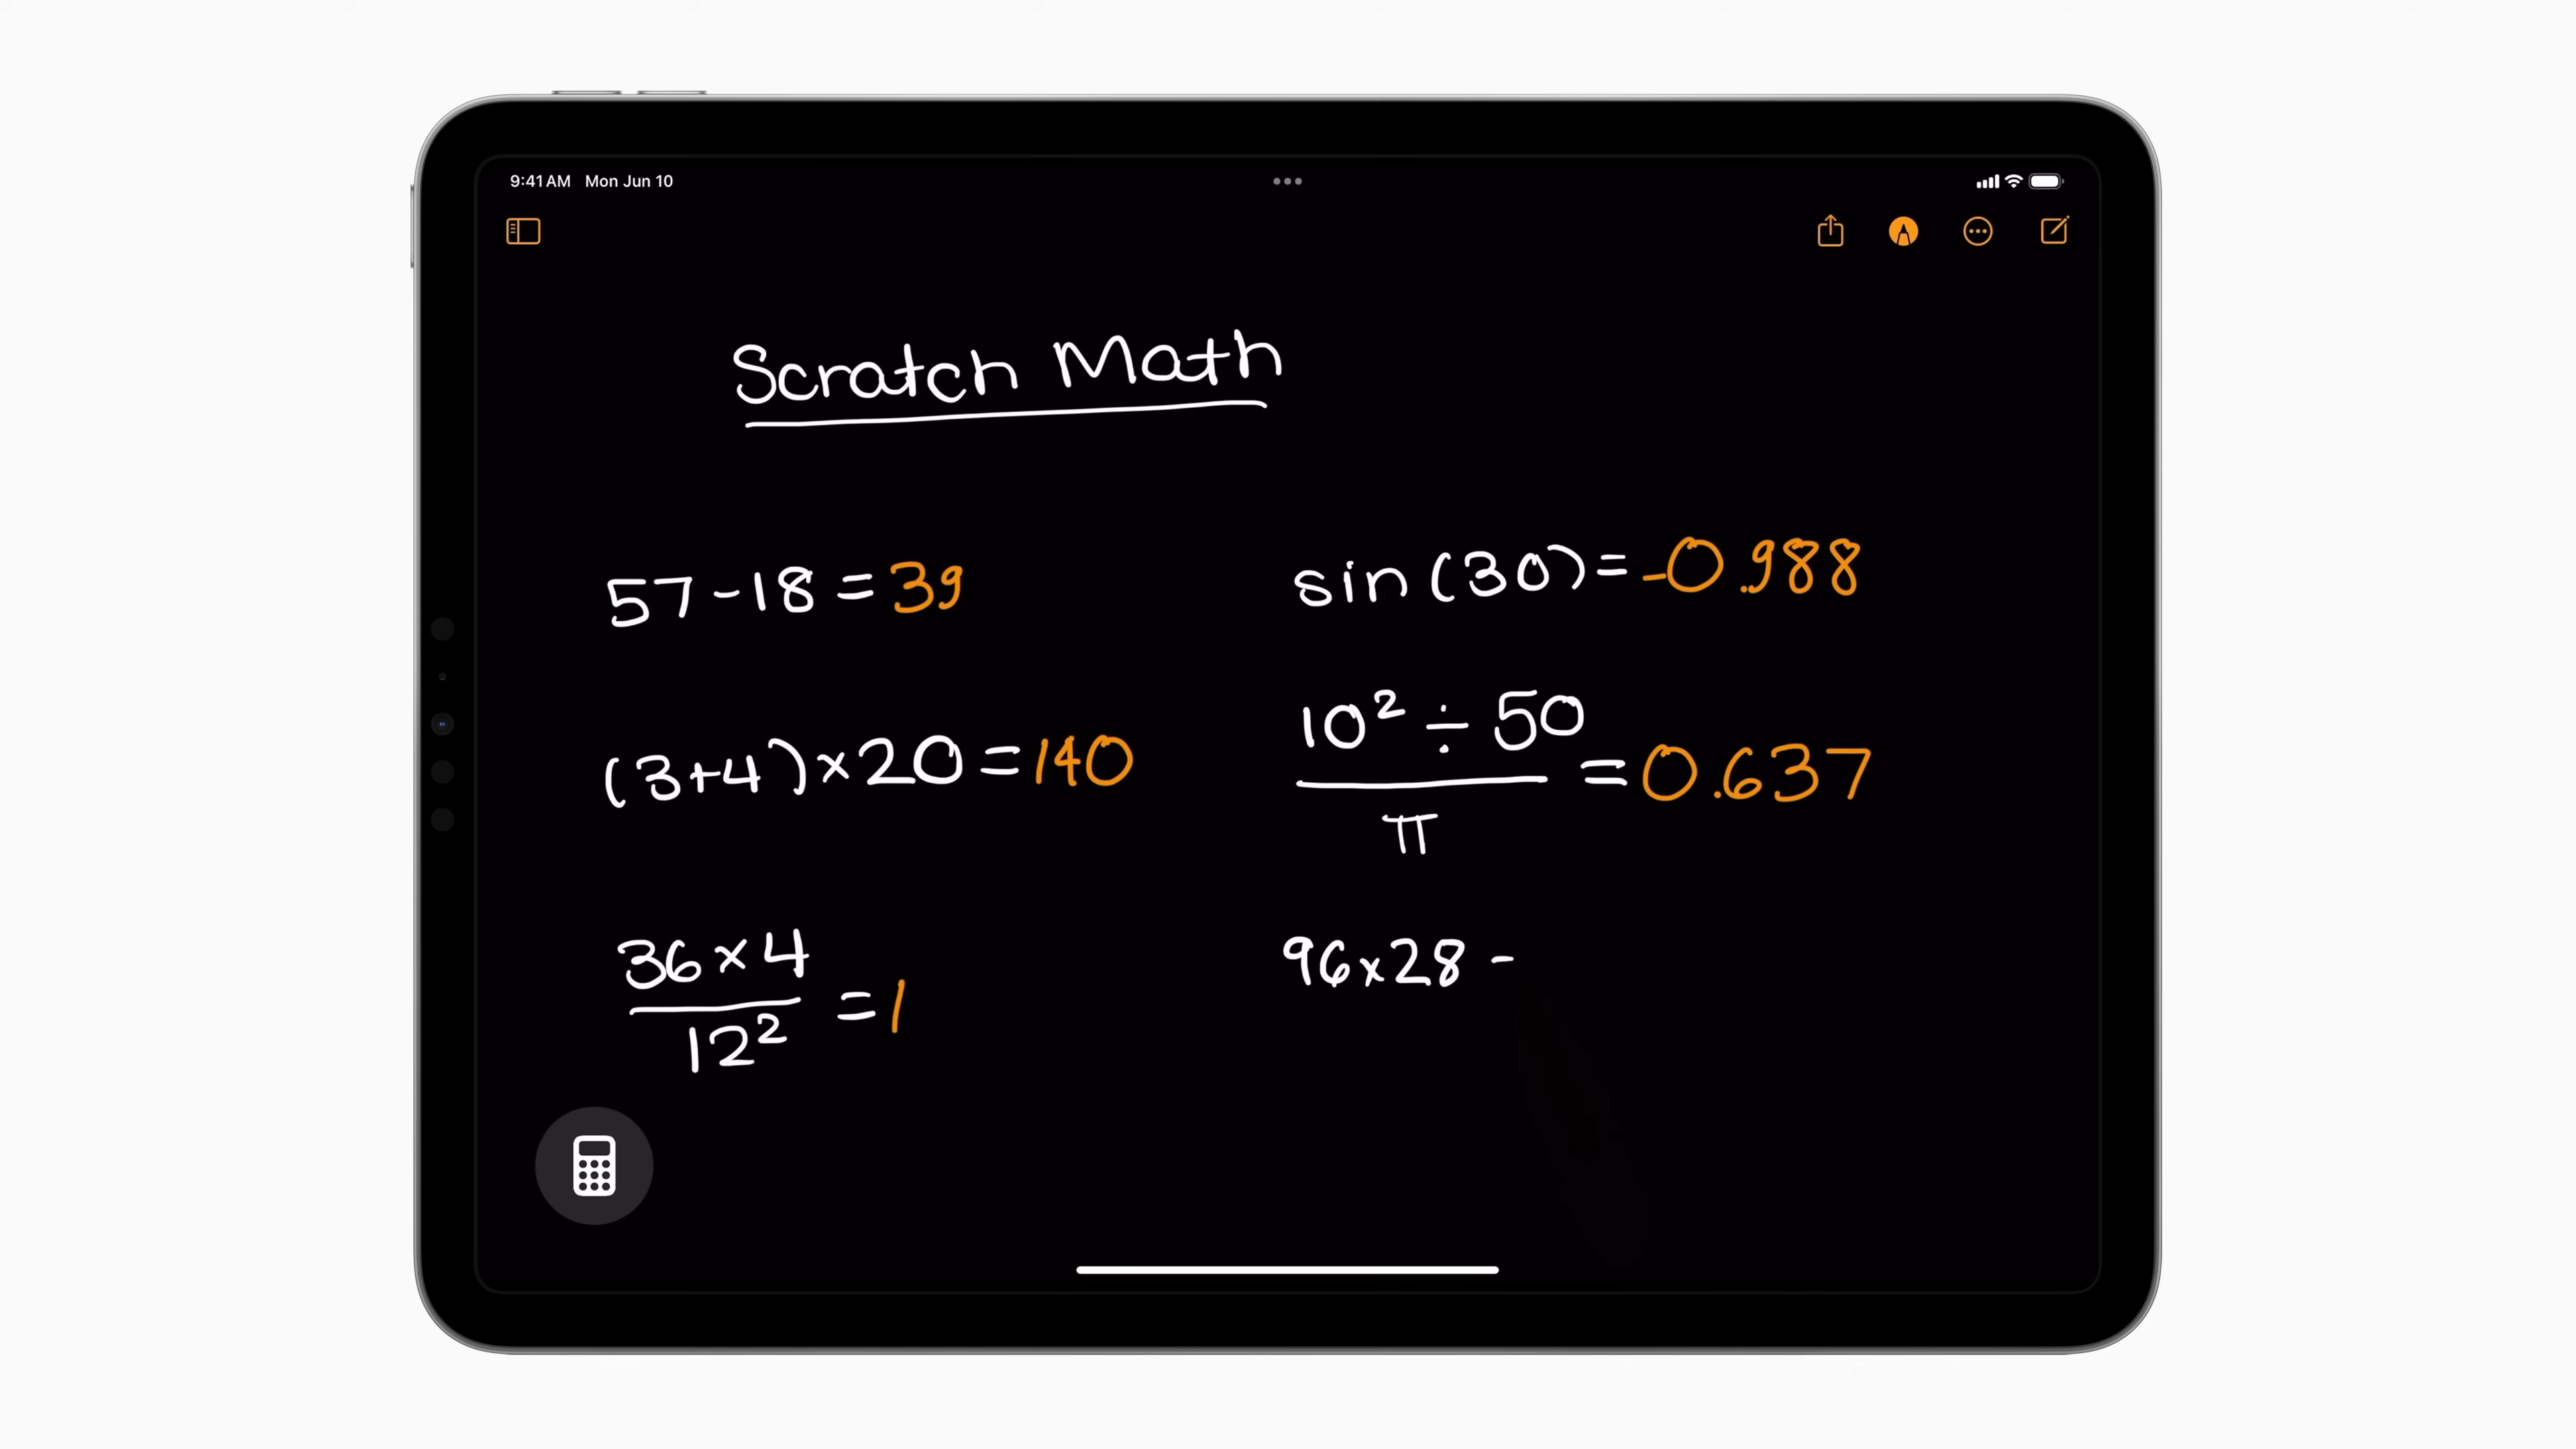 9:41 AM Mon Jun 10
Scratch Math
57-18=39
(3+4)×20=140
36×4
12²
=1
sin(30)=-0.988
10²÷50
π
=0.637
96×28 -